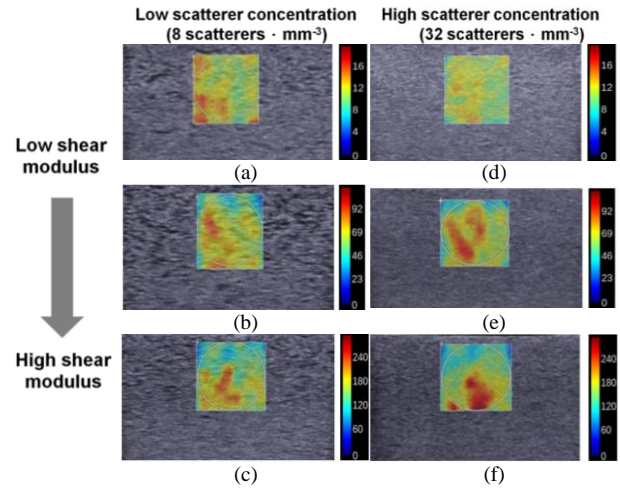 Low scatterer concentration
(8 scatterers · mm⁻³)
High scatterer concentration
(32 scatterers · mm⁻³)
Low shear
modulus
High shear
modulus
16
12
8
4
0
(a)
16
12
8
4
0
(d)
92
69
46
23
0
(b)
92
69
46
23
0
(e)
240
180
120
60
0
(c)
240
180
120
60
0
(f)